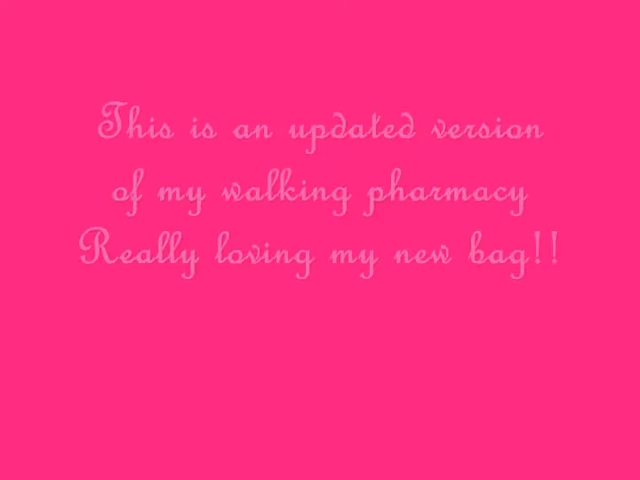 This is an updated version
of my walking pharmacy
Really loving my new bag!!